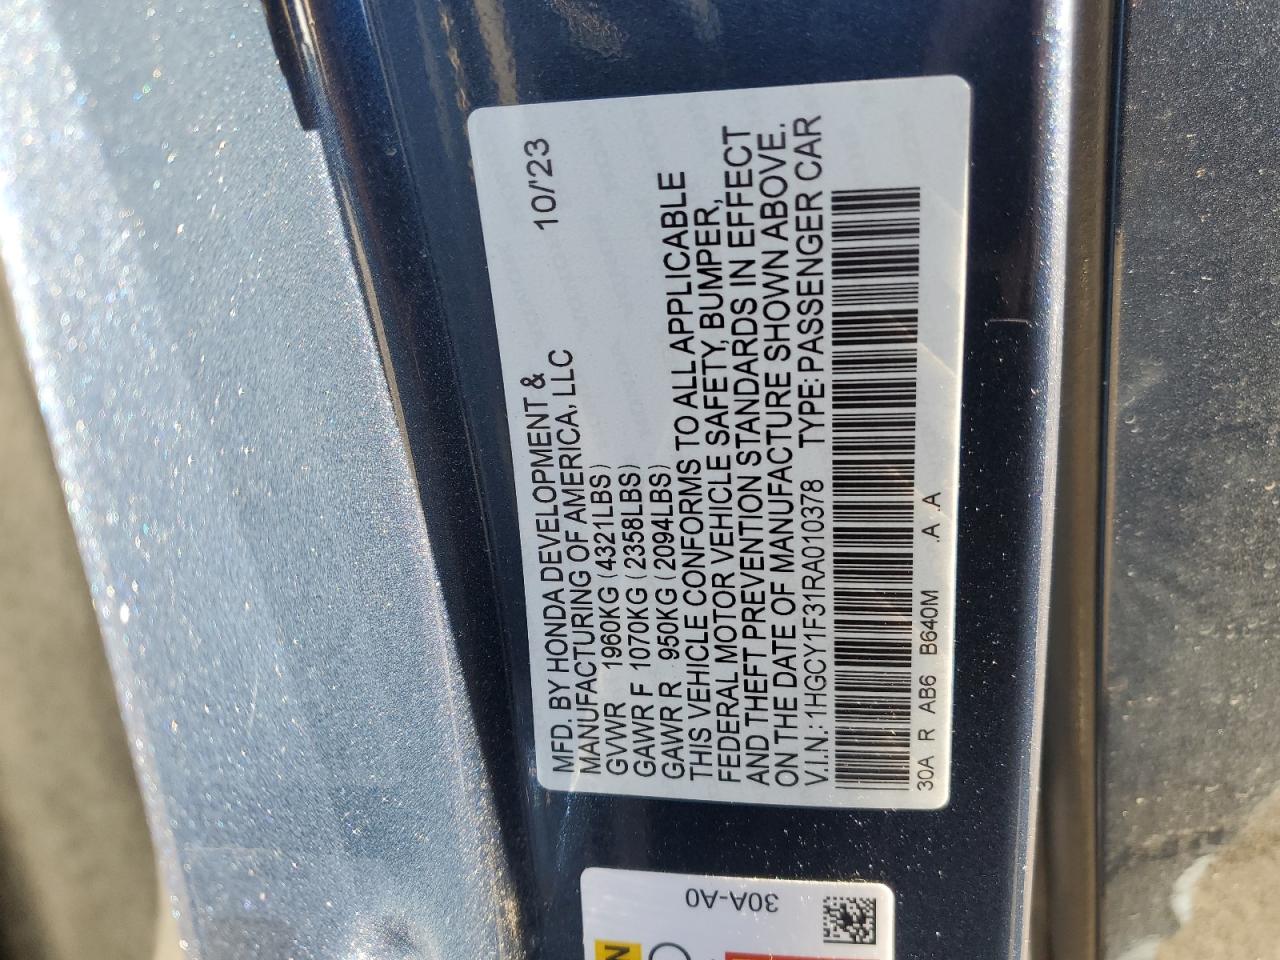 MFD. BY HONDA DEVELOPMENT &
MANUFACTURING OF AMERICA, LLC 10/'23
GVWR 1960KG (4321LBS)
GAWR F 1070KG (2358LBS)
GAWR R 950KG (2094LBS)
THIS VEHICLE CONFORMS TO ALL APPLICABLE
FEDERAL MOTOR VEHICLE SAFETY, BUMPER,
AND THEFT PREVENTION STANDARDS IN EFFECT
ON THE DATE OF MANUFACTURE SHOWN ABOVE.
V.I.N.: 1HGCY1F31RA010378 TYPE: PASSENGER CAR
30A R AB6 B640M .A .A
30A-A0